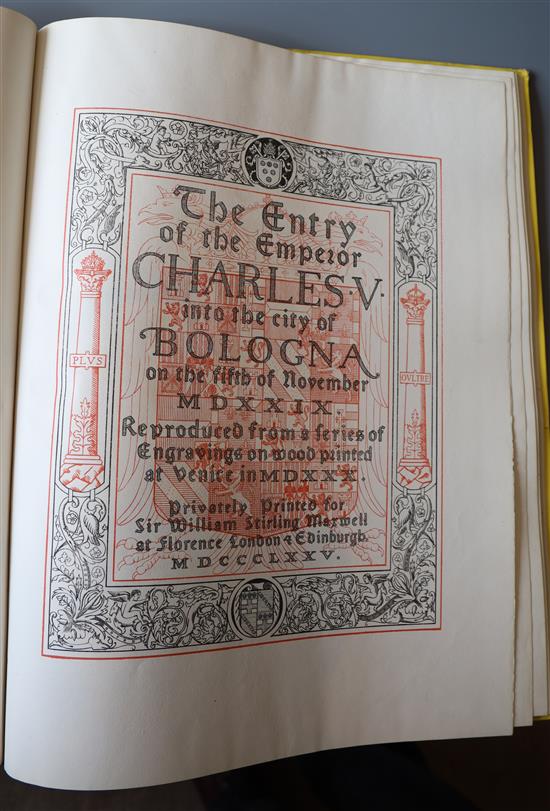 The Entry
of the Emperor
CHARLES·V·
into the city of
BOLOGNA
on the fifth of November
MDXXIX.
Reproduced from a series of
Engravings on wood printed
at Venice in MDXXX.
Privately Printed for
Sir William Stirling Maxwell
at Florence London & Edinburgh.
MDCCCLXXV.
PLVS
OVLTRE